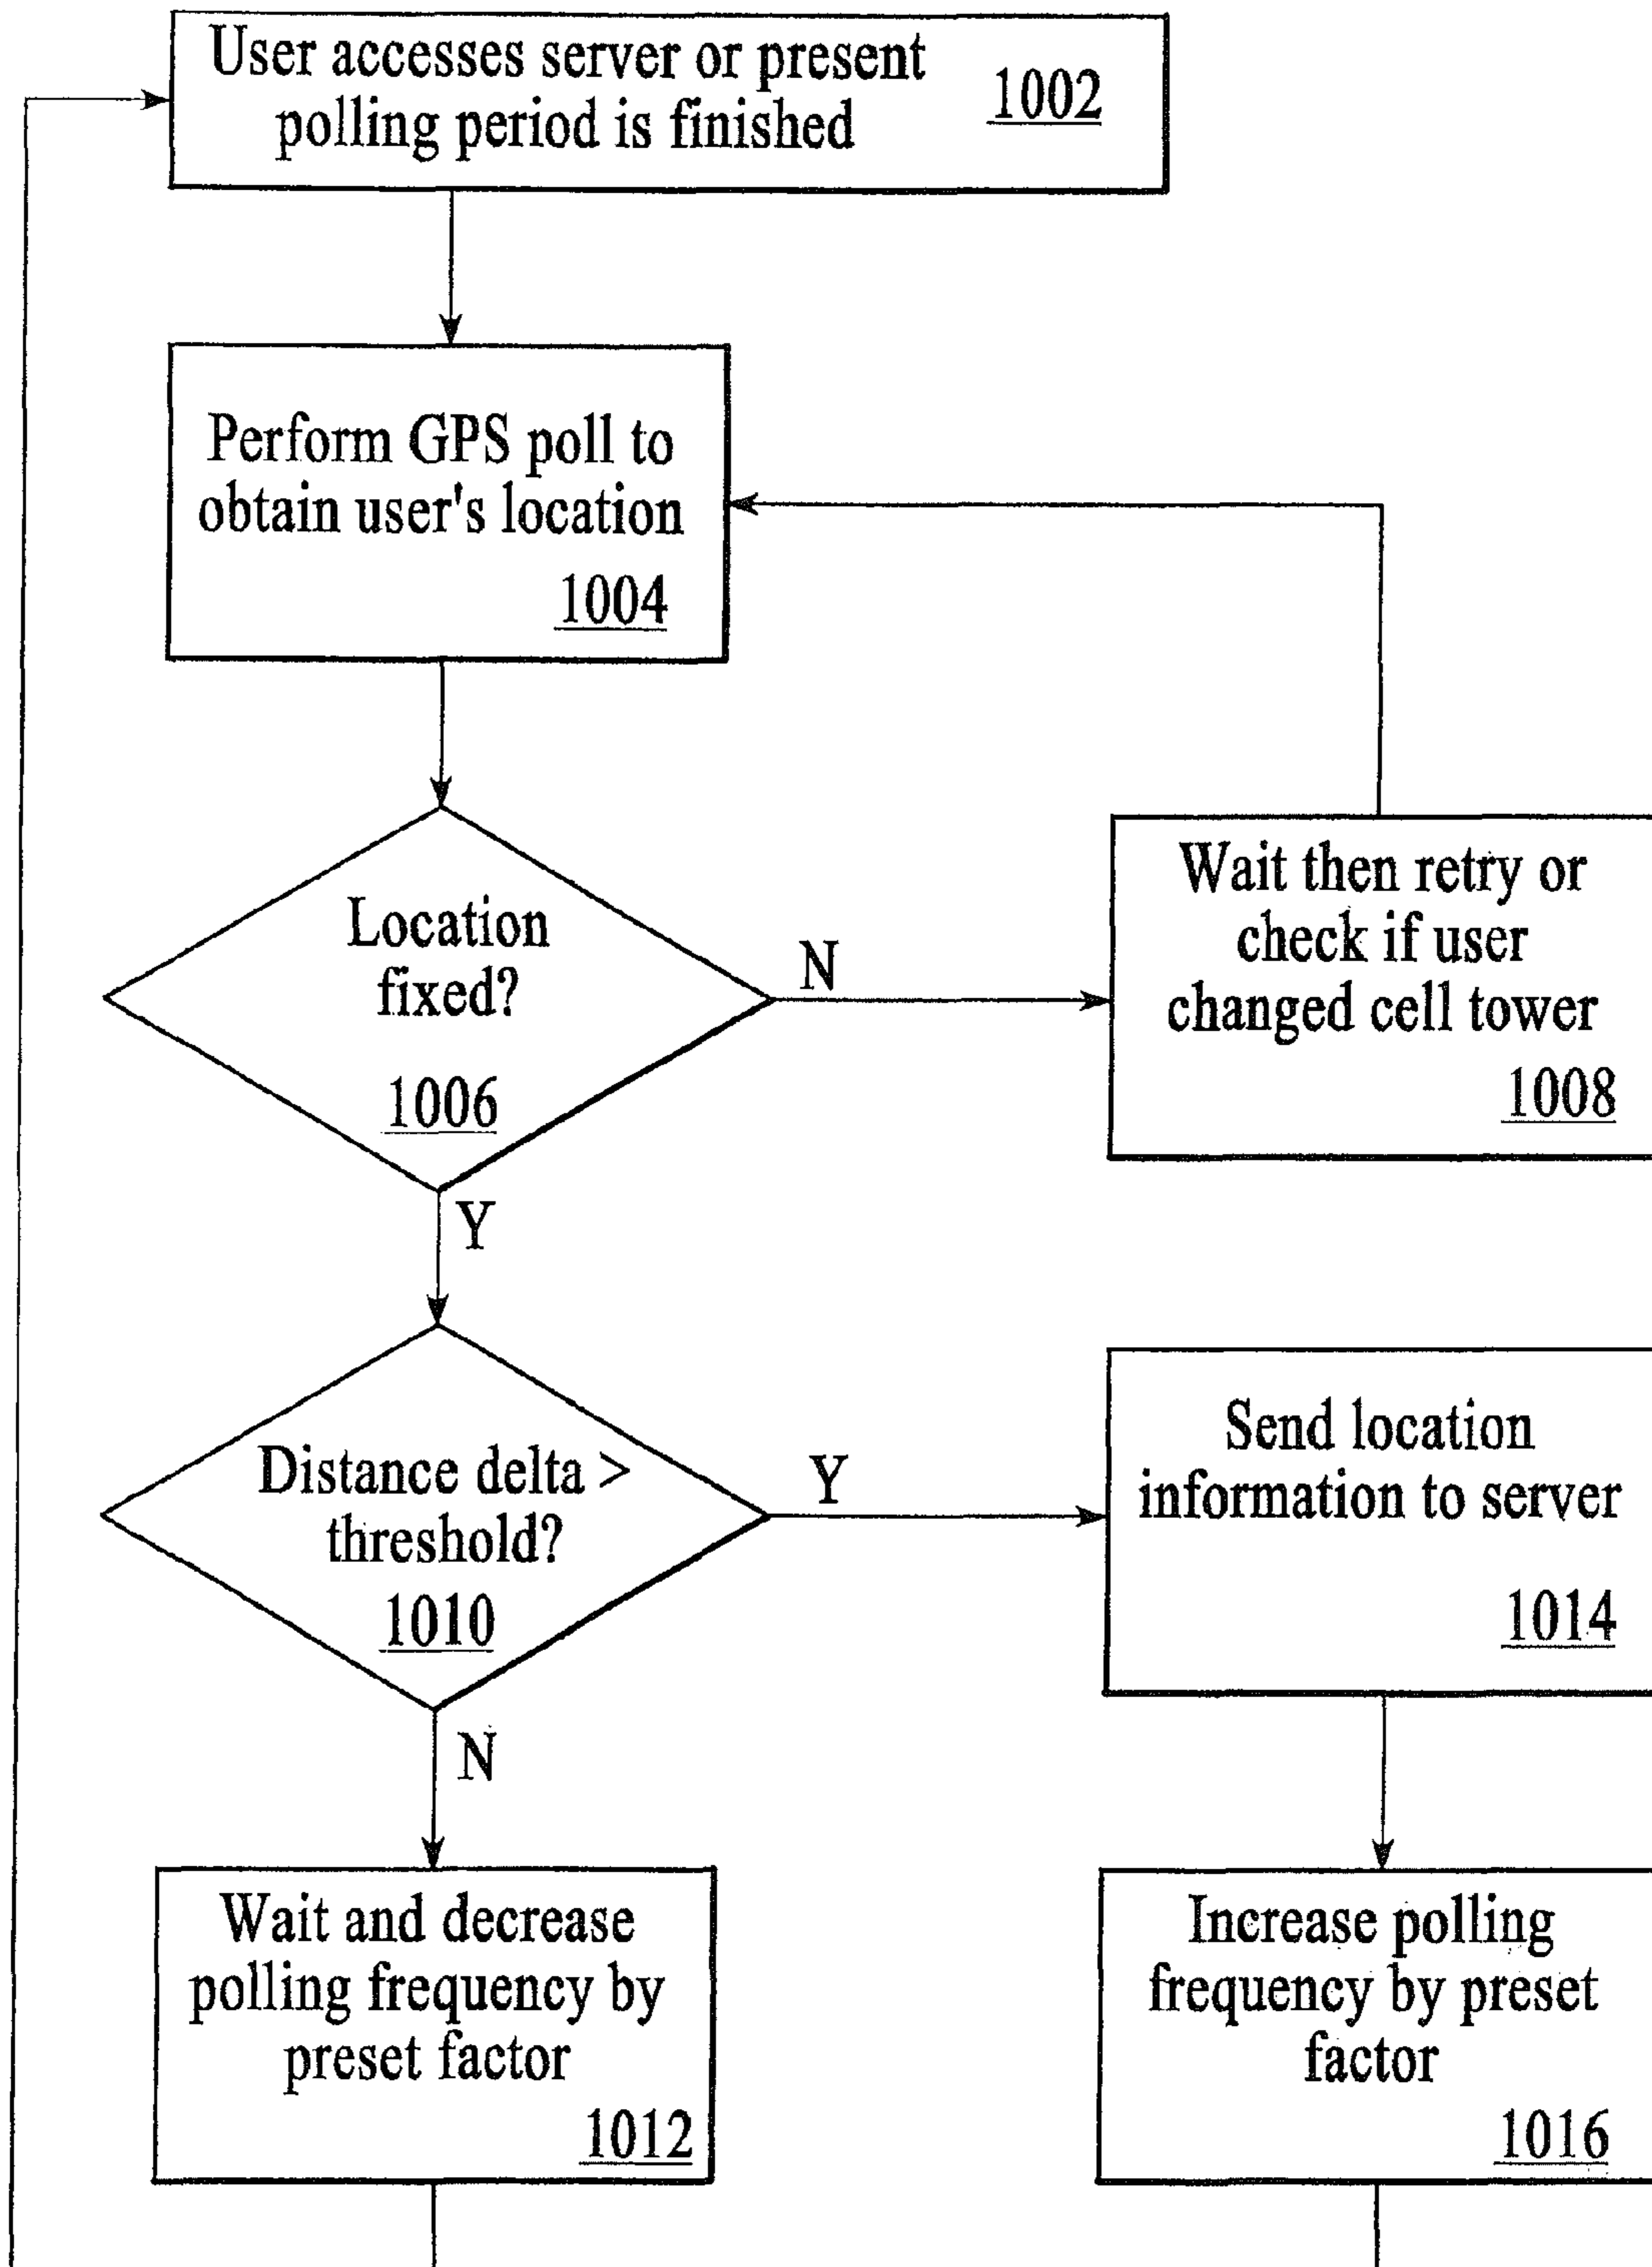 User accesses server or present
polling period is finished
1002
Perform GPS poll to
obtain user's location
1004
Location
fixed?
1006
N
Y
Wait then retry or
check if user
changed cell tower
1008
Distance delta >
threshold?
1010
Y
N
Send location
information to server
1014
Wait and decrease
polling frequency by
preset factor
1012
Increase polling
frequency by preset
factor
1016